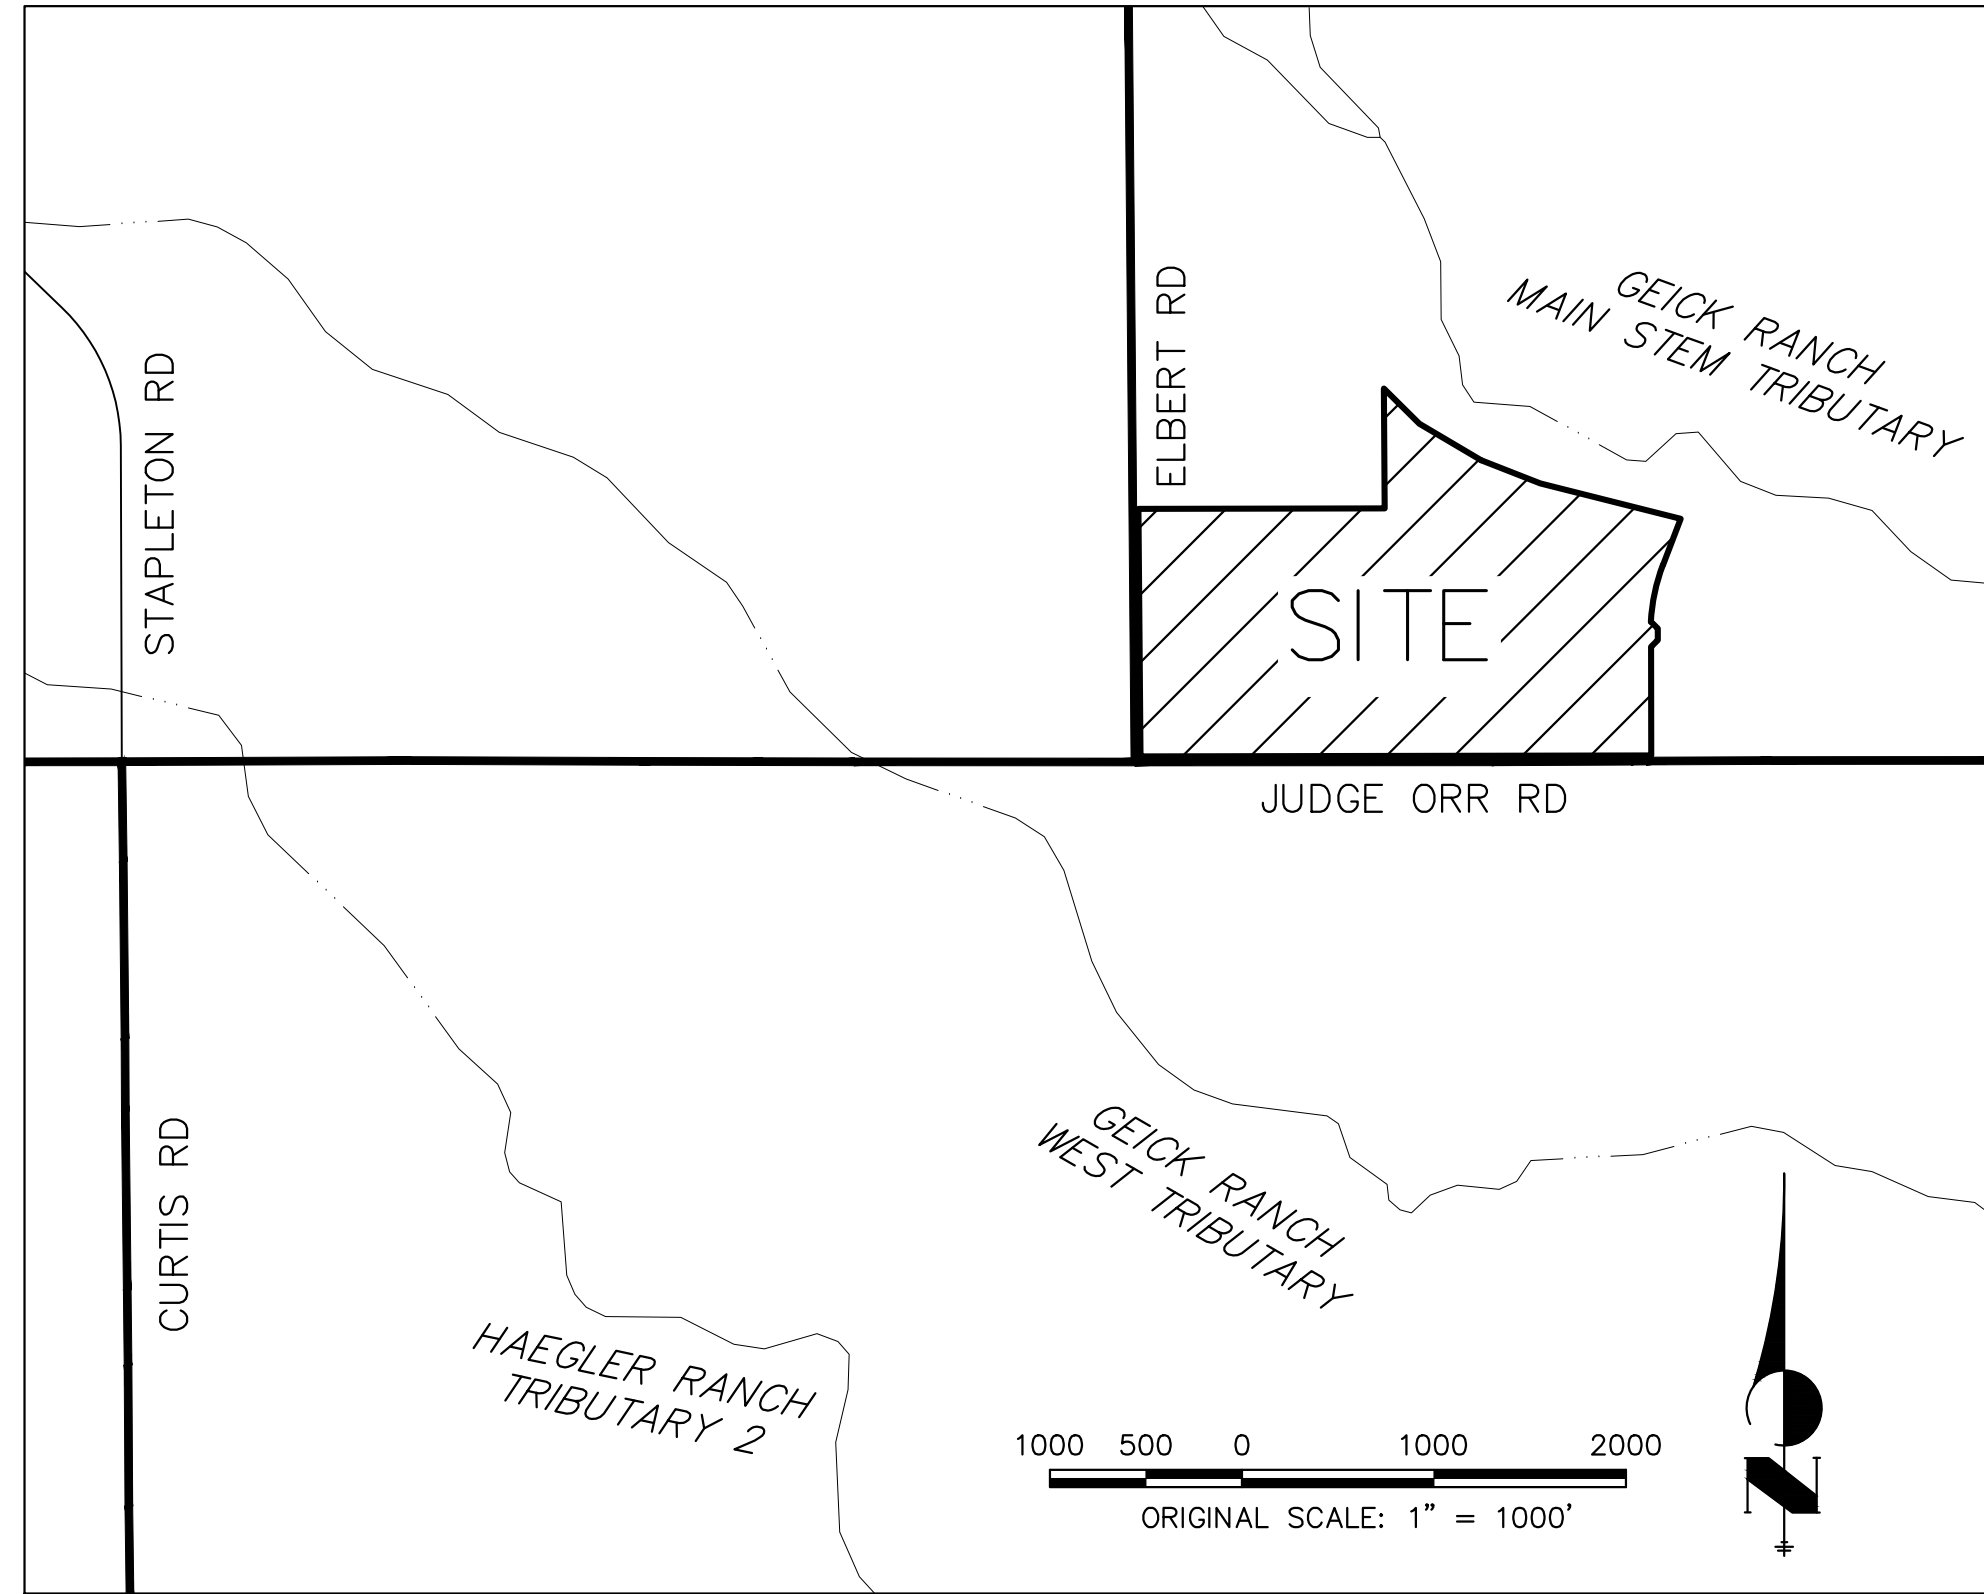 GEICK RANCH
MAIN STEM TRIBUTARY
ELBERT RD
STAPLETON RD
SITE
JUDGE ORR RD
CURTIS RD
GEICK RANCH
WEST TRIBUTARY
HAEGLER RANCH
TRIBUTARY 2
1000 500 0 1000 2000
ORIGINAL SCALE: 1" = 1000'
N